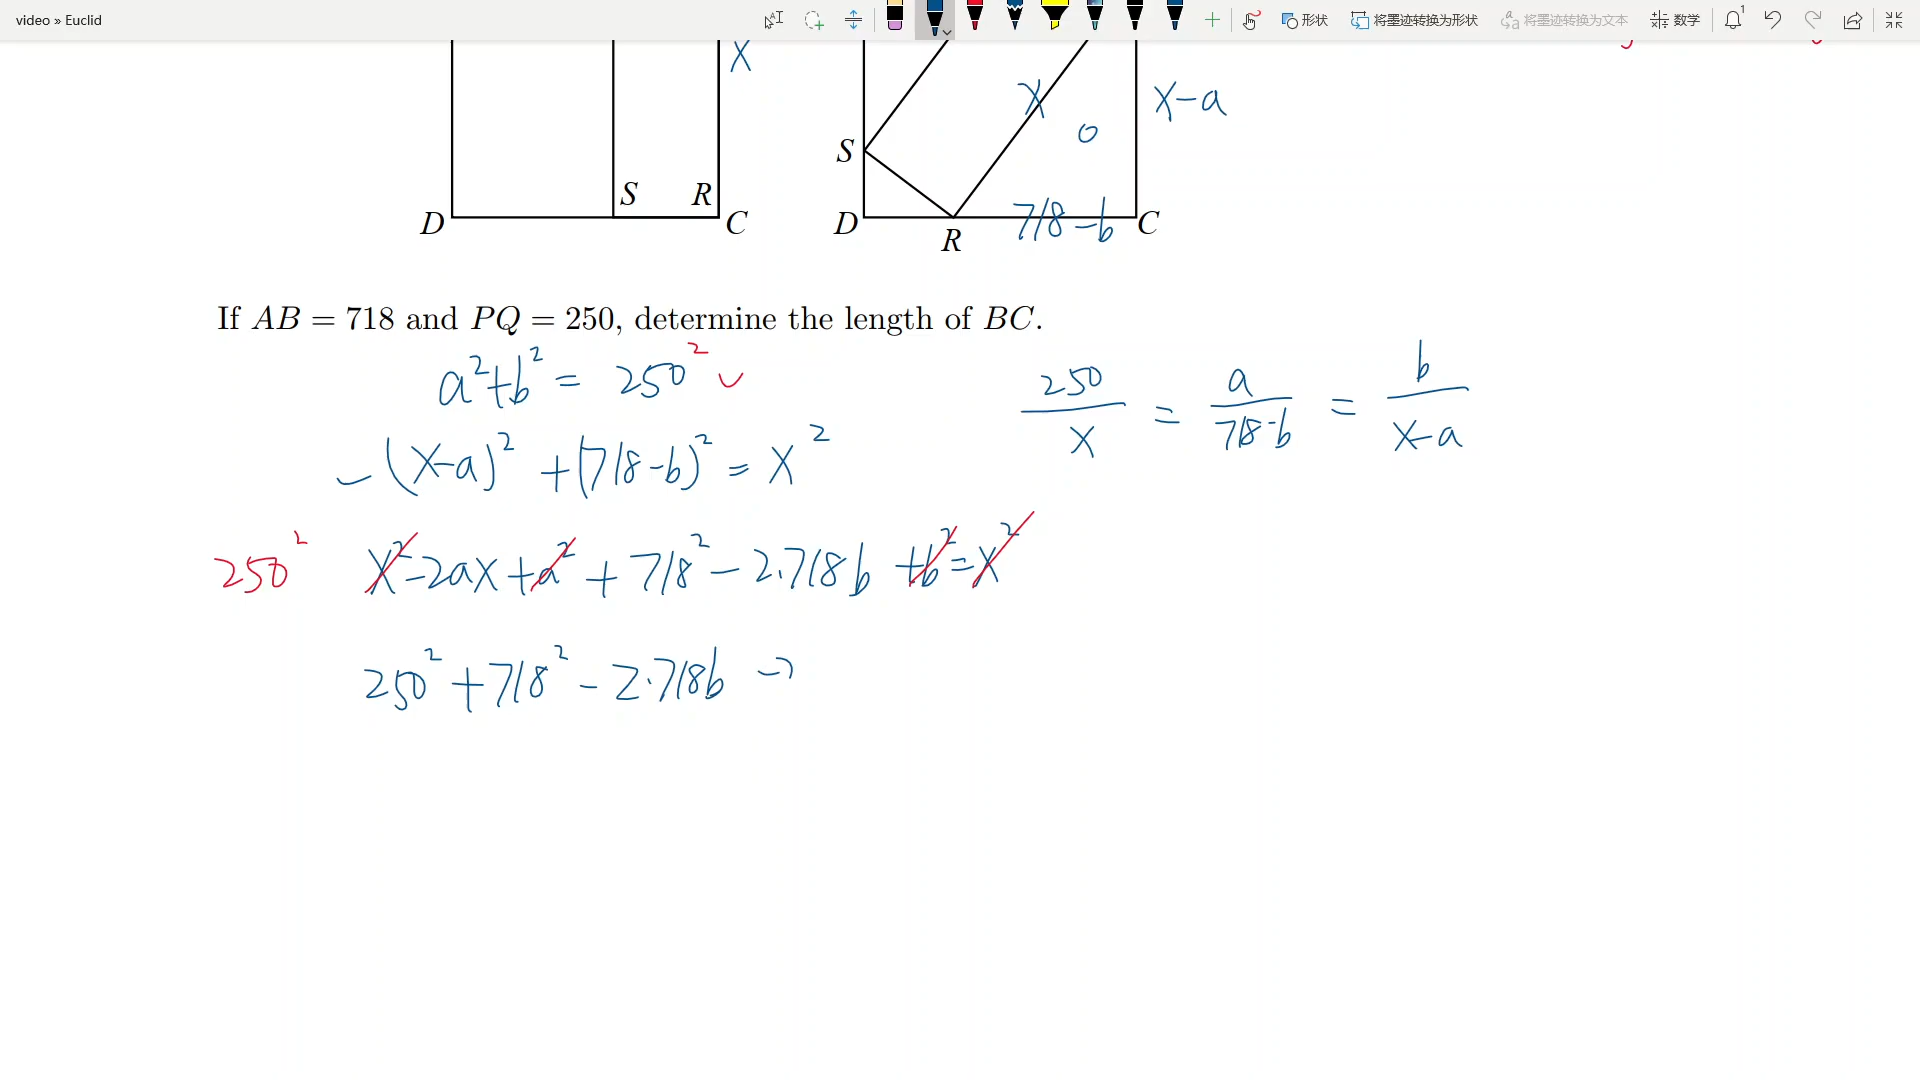 video » Euclid
形状
将墨迹转换为形状
将墨迹转换为文本
数学
1
x
x
x-a
S
S R
D C
D R C
718-b
If AB = 718 and PQ = 250, determine the length of BC.
a²+b² = 250²
250/x = a/718-b = b/x-a
(x-a)² + (718-b)² = x²
250² x² - 2ax + a² + 718² - 2·718b + b² = x²
250² + 718² - 2·718b